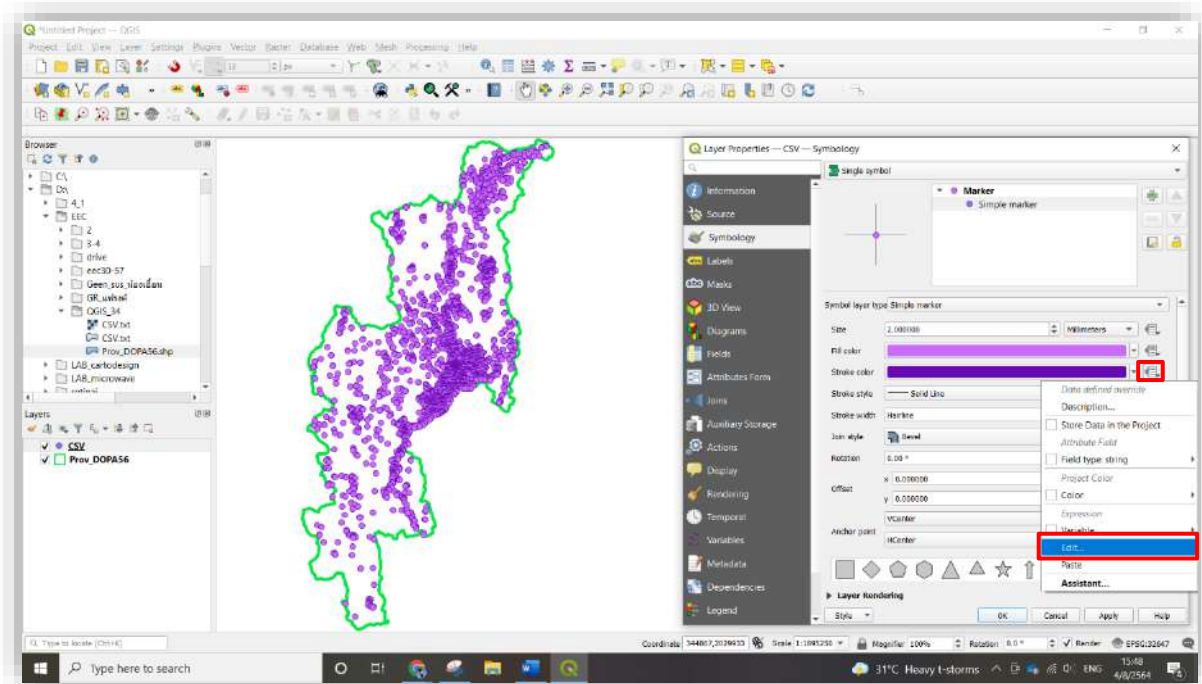 *Untitled Project — QGIS
Project Edit View Layer Settings Plugins Vector Raster Database Web Mesh Processing Help
12 px
Browser
C:\
D:\
4_1
EEC
2
3-4
drive
eec30-57
QGIS_34
CSV.txt
CSV.txt
Prov_DOPA56.shp
LAB_cartodesign
LAB_microwave
Layers
CSV
Prov_DOPA56
Layer Properties — CSV — Symbology
Information
Source
Symbology
Labels
Masks
3D View
Diagrams
Fields
Attributes Form
Joins
Auxiliary Storage
Actions
Display
Rendering
Temporal
Variables
Metadata
Dependencies
Legend
Single symbol
Marker
Simple marker
Symbol layer type Simple marker
Size 2.000000 Millimeters
Fill color
Stroke color
Stroke style Solid Line
Stroke width Hairline
Join style Bevel
Rotation 0.00 °
Offset
x 0.000000
y 0.000000
Anchor point
VCenter
HCenter
Layer Rendering
Style OK Cancel Apply Help
Data defined override
Description...
Store Data in the Project
Attribute Field
Field type: string
Project Color
Color
Expression
Variable
Edit...
Paste
Assistant...
Type to locate (Ctrl+K)
Coordinate 344867,2029933 Scale 1:1895250 Magnifier 100% Rotation 0.0 ° Render EPSG:32647
Type here to search
31°C Heavy t-storms ENG
15:48
4/8/2564